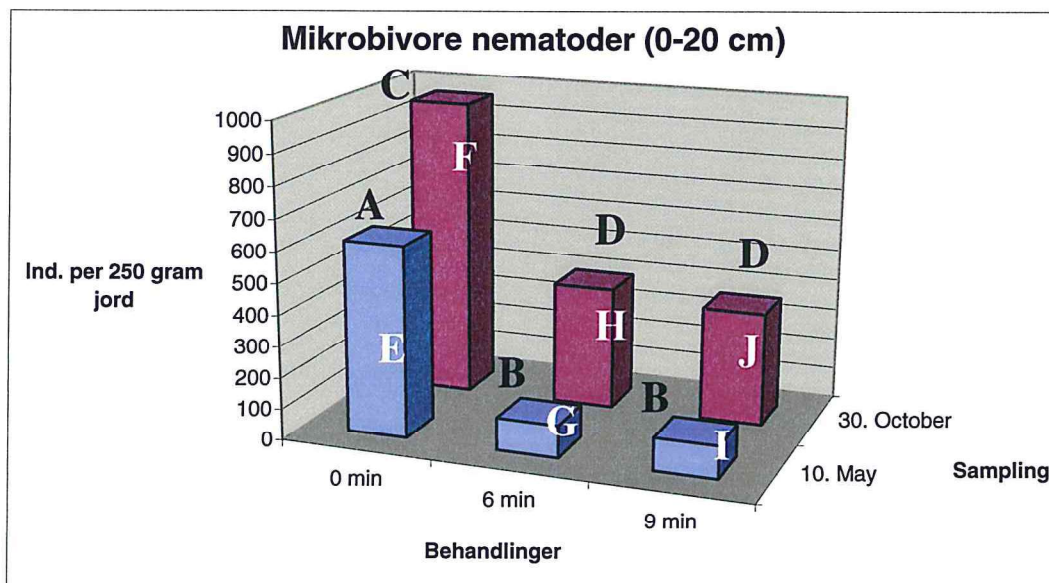 Mikrobivore nematoder (0-20 cm)
C
1000
900
F
800
A
700
D
600
D
Ind. per 250 gram
500
jord
400
H
E
J
300
B
200
B
100
G
I
0
30. October
0 min
10. May
Sampling
6 min
9 min
Behandlinger